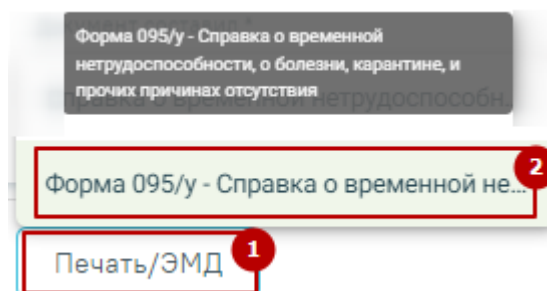 Форма 095/у - Справка о временной
нетрудоспособности, о болезни, карантине, и
прочих причинах отсутствия
Форма 095/у - Справка о временной не...
2
Печать/ЭМД
1